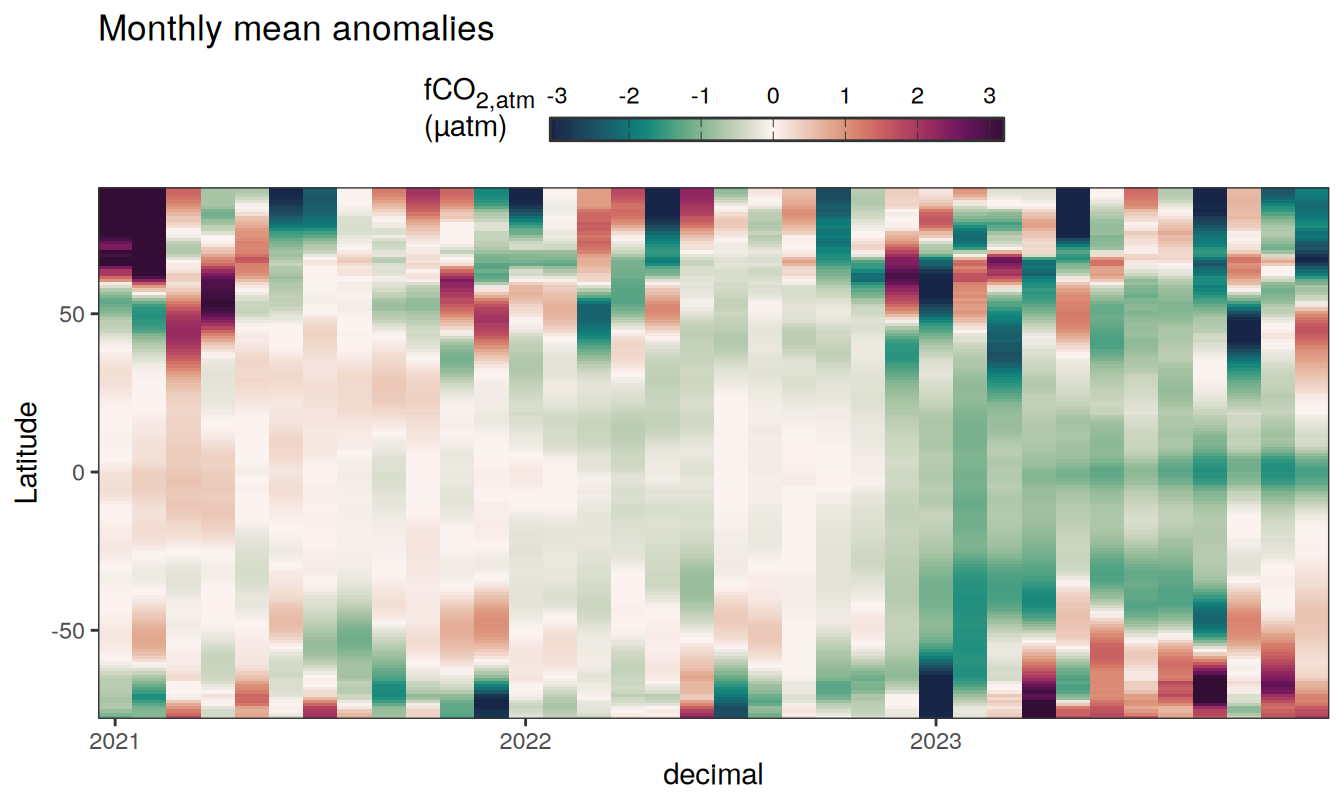 Monthly mean anomalies
fCO2,atm
(µatm)
-3 -2 -1 0 1 2 3
Latitude
50
0
-50
2021 2022 2023
decimal